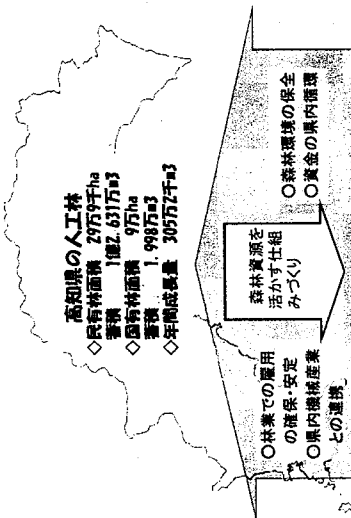 高知県の人工林
◇民有林面積 29万9千ha
蓄積 1億2,631万m3
◇国有林面積 9万ha
蓄積 1,998万m3
◇年間成長量 305万2千m3
森林資源を
活かす仕組
みづくり
○林業での雇用
の確保・安定
○県内機械産業
との連携
○森林環境の保全
○資金の県内循環